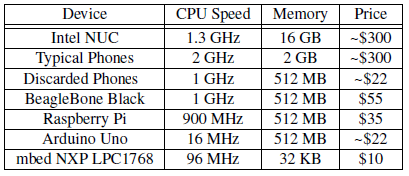 Device CPU Speed Memory Price
Intel NUC 1.3 GHz 16 GB ~$300
Typical Phones 2 GHz 2 GB ~$300
Discarded Phones 1 GHz 512 MB ~$22
BeagleBone Black 1 GHz 512 MB $55
Raspberry Pi 900 MHz 512 MB $35
Arduino Uno 16 MHz 512 MB ~$22
mbed NXP LPC1768 96 MHz 32 KB $10